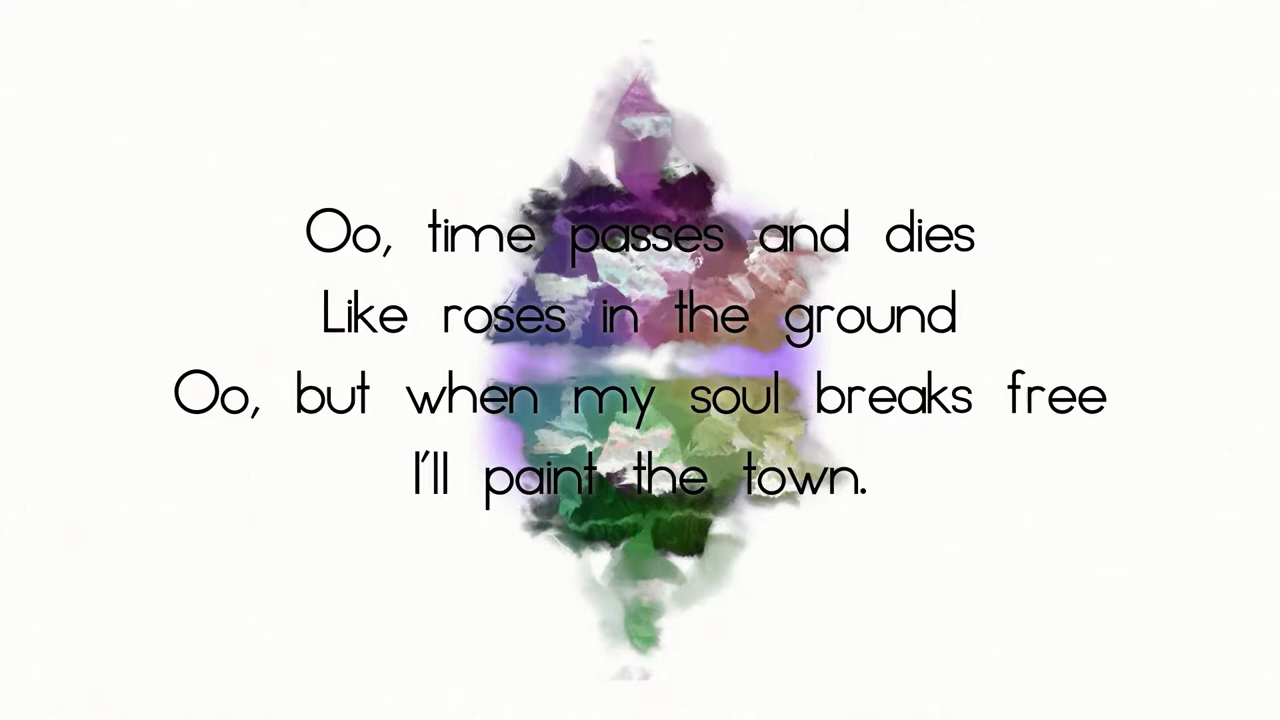 Oo, time passes and dies
Like roses in the ground
Oo, but when my soul breaks free
I'll paint the town.